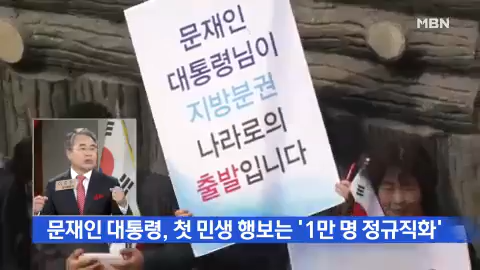 MBN
문재인
대통령님이
지방분권
나라로의
출발입니다
문재인 대통령, 첫 민생 행보는 '1만 명 정규직화'